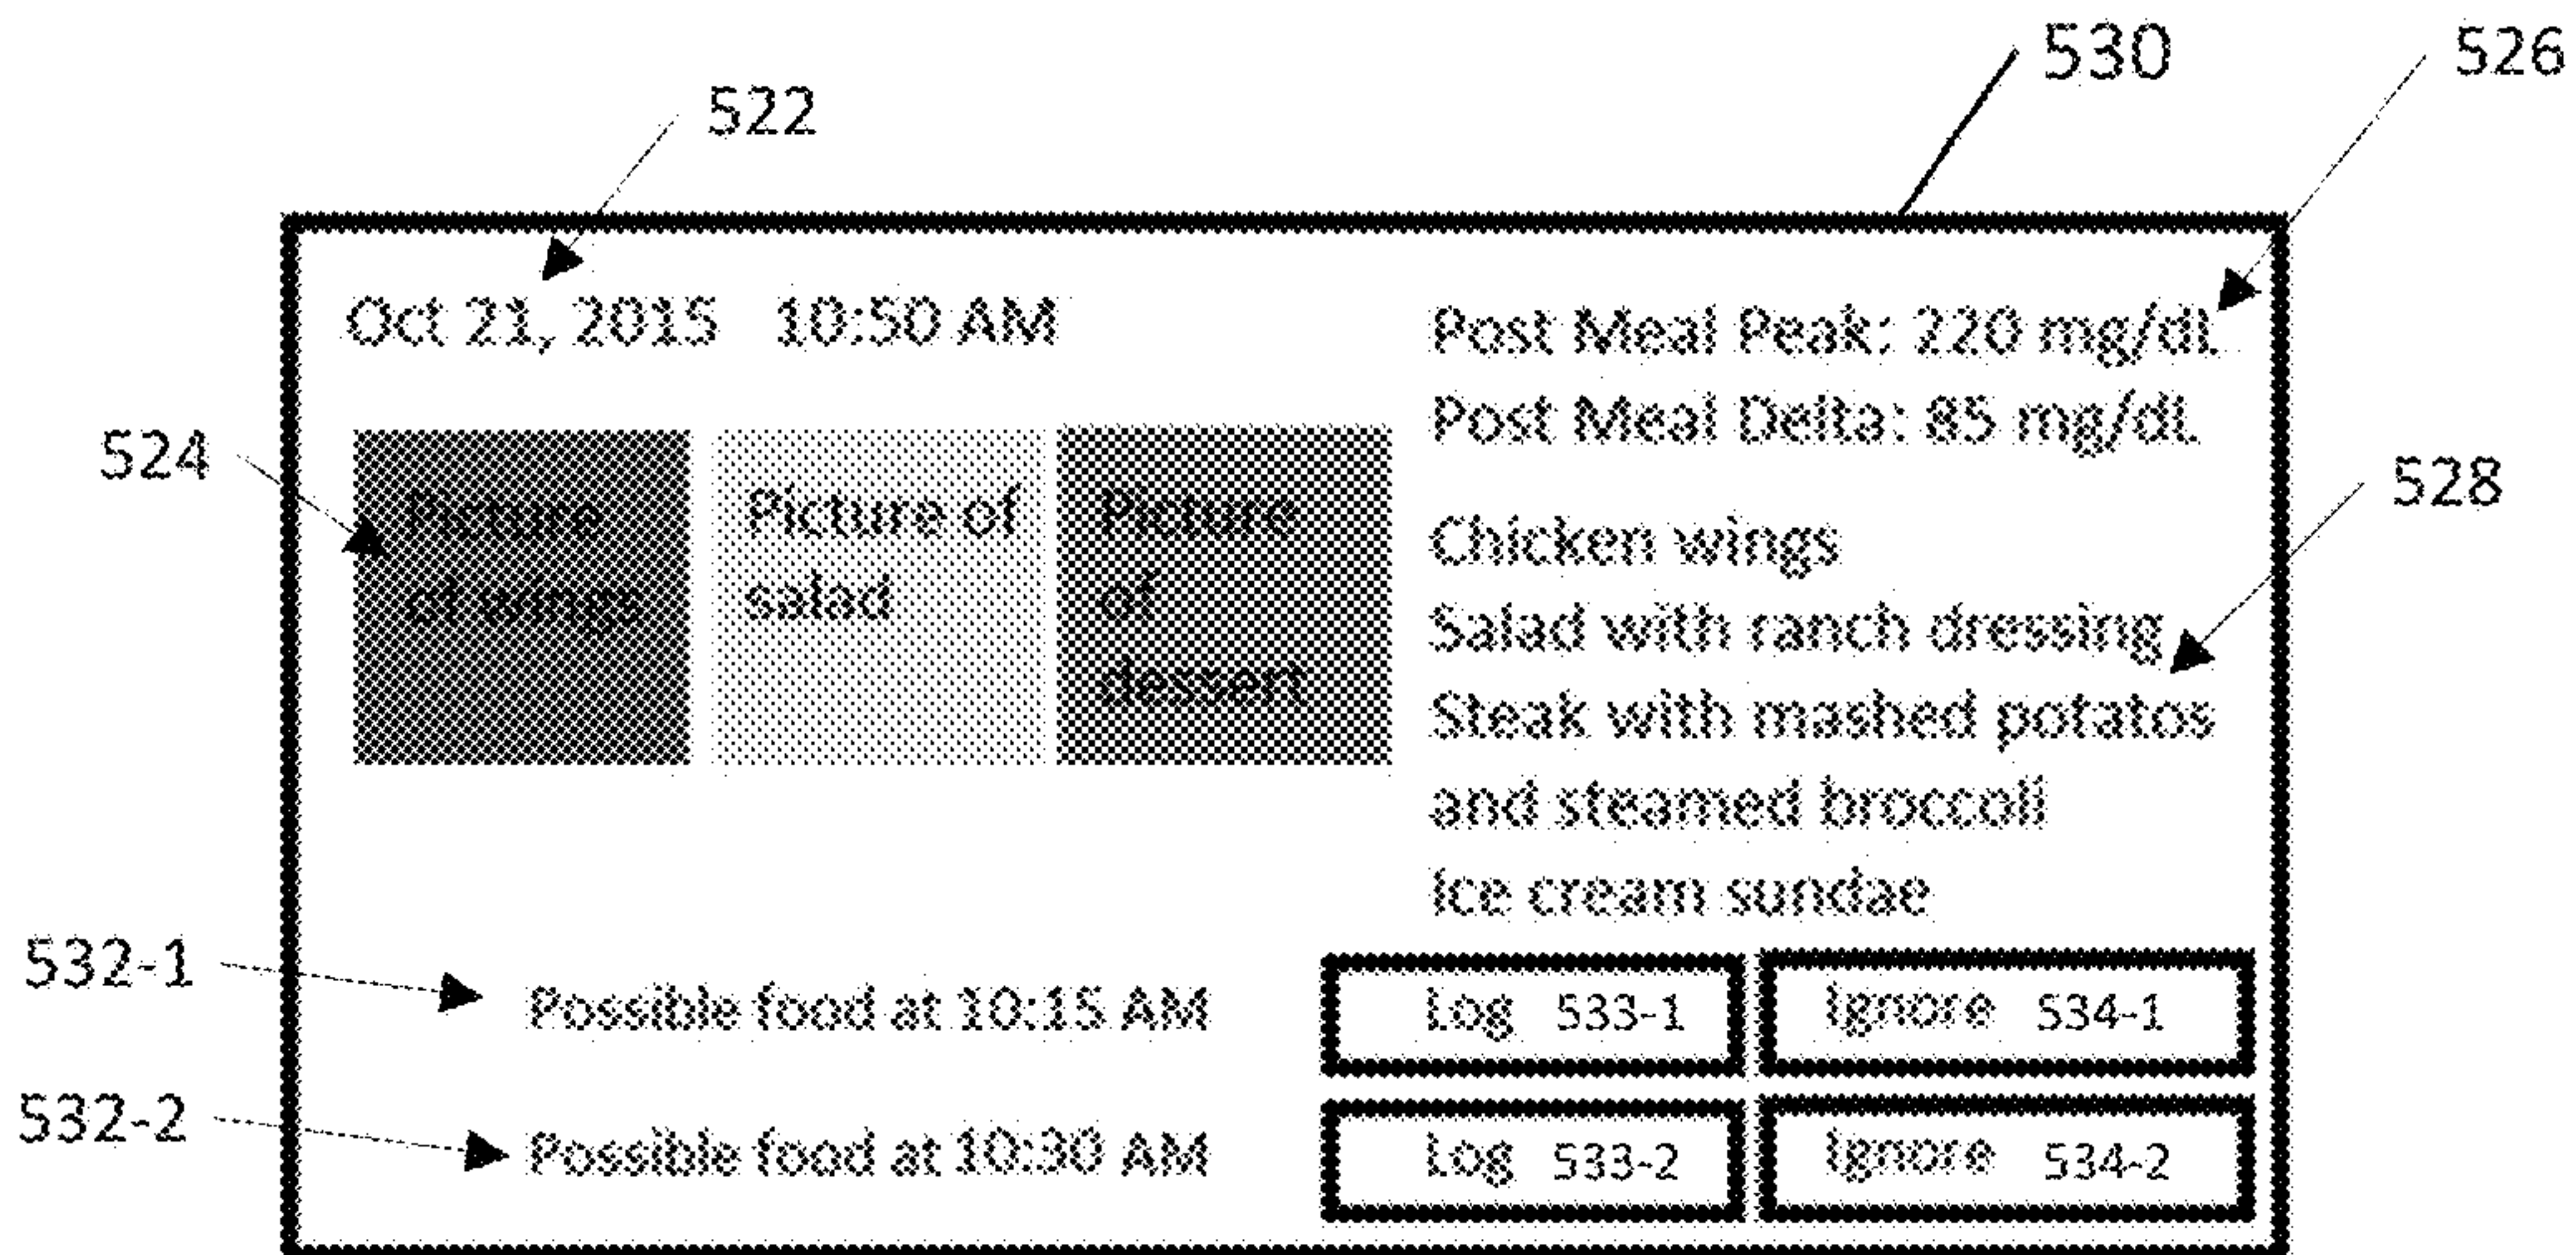 530
526
522
Oct 21, 2015 10:50 AM
Post Meal Peak: 220 mg/dL
Post Meal Delta: 85 mg/dL
524
Picture
of wings
Picture of
salad
Picture
of
dessert
528
Chicken wings
Salad with ranch dressing
Steak with mashed potatos
and steamed broccoli
Ice cream sundae
532-1
Possible food at 10:15 AM
Log 533-1
Ignore 534-1
532-2
Possible food at 10:30 AM
Log 533-2
Ignore 534-2